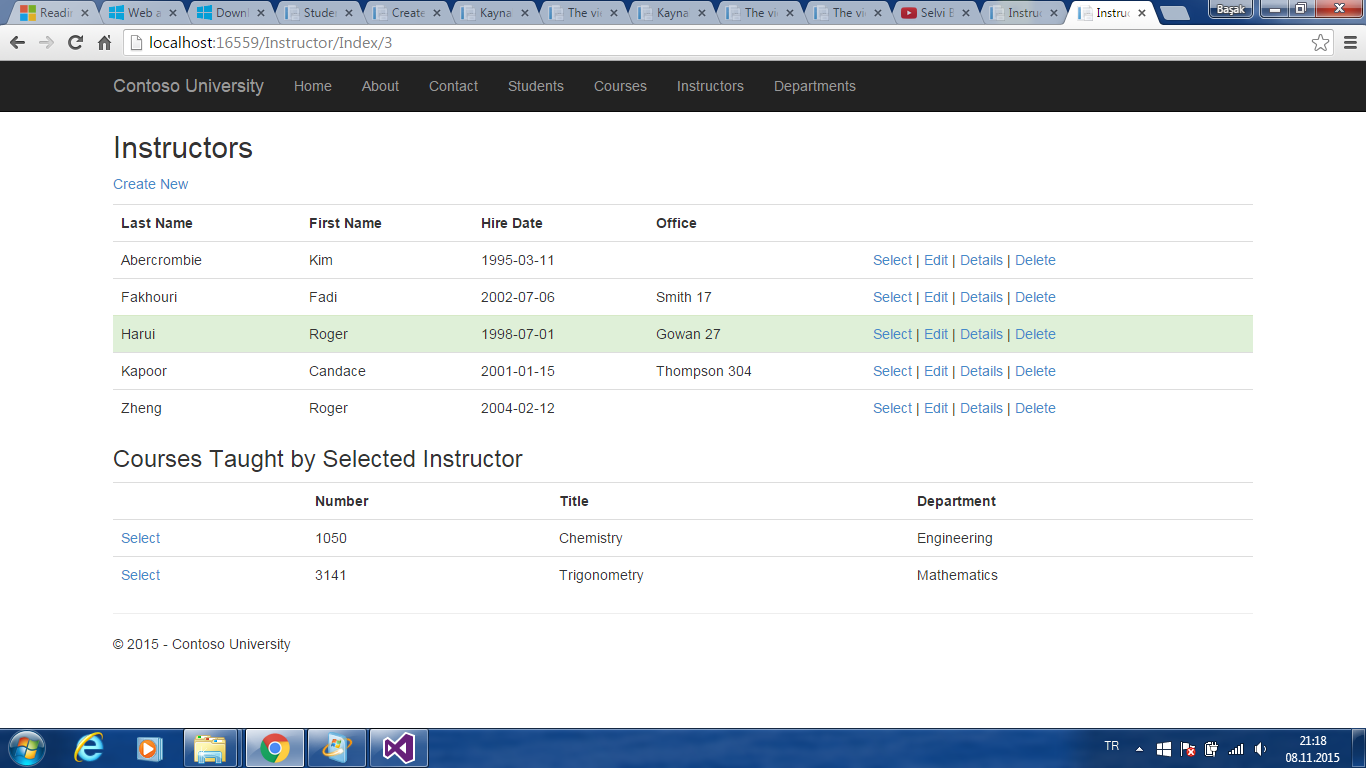 Readin Web a Downl Studen Create Kayna The vi Kayna The vi The vi Selvi B Instruc Instruc Başak
localhost:16559/Instructor/Index/3
Contoso University Home About Contact Students Courses Instructors Departments
Instructors
Create New
Last Name First Name Hire Date Office
Abercrombie Kim 1995-03-11 Select | Edit | Details | Delete
Fakhouri Fadi 2002-07-06 Smith 17 Select | Edit | Details | Delete
Harui Roger 1998-07-01 Gowan 27 Select | Edit | Details | Delete
Kapoor Candace 2001-01-15 Thompson 304 Select | Edit | Details | Delete
Zheng Roger 2004-02-12 Select | Edit | Details | Delete
Courses Taught by Selected Instructor
Number Title Department
Select 1050 Chemistry Engineering
Select 3141 Trigonometry Mathematics
© 2015 - Contoso University
TR 21:18
08.11.2015